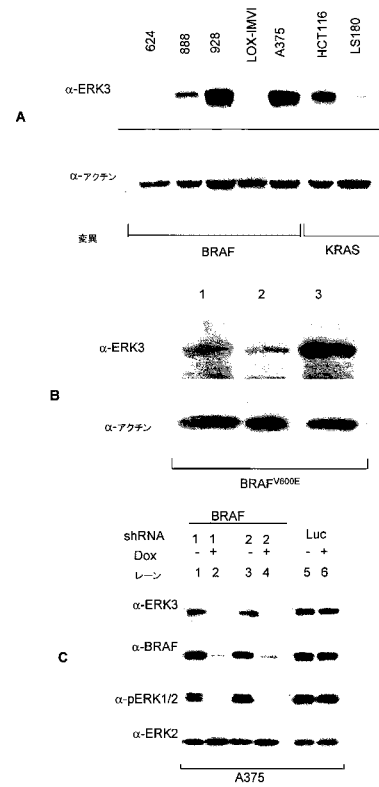 624 888 928 LOX-IMVI A375 HCT116 LS180
α-ERK3
A
α-アクチン
変異 BRAF KRAS
1 2 3
α-ERK3
B
α-アクチン
BRAFV600E
BRAF
shRNA 1 1 2 2 Luc
Dox - + - + - +
レーン 1 2 3 4 5 6
α-ERK3
α-BRAF
C
α-pERK1/2
α-ERK2
A375